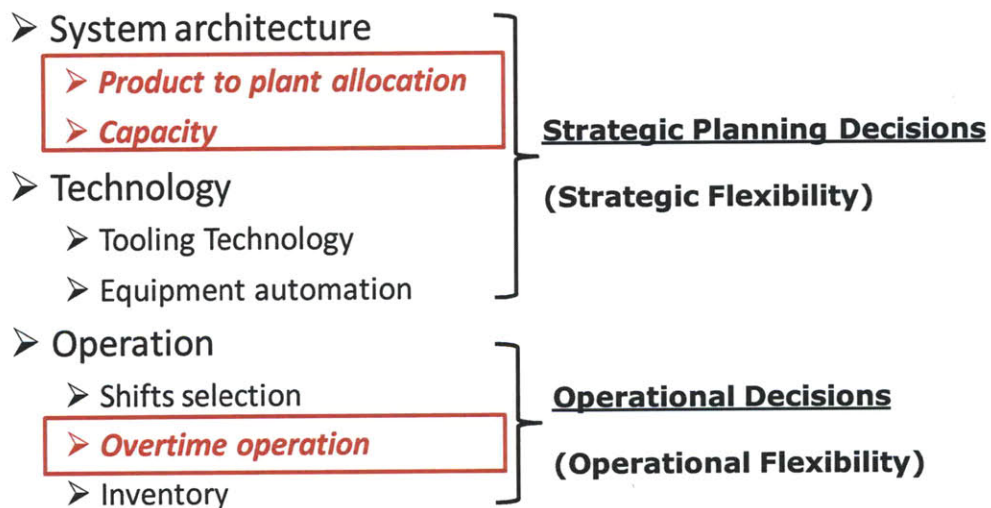 System architecture
Product to plant allocation
Capacity
Technology
Tooling Technology
Equipment automation
Strategic Planning Decisions
(Strategic Flexibility)
Operation
Shifts selection
Overtime operation
Inventory
Operational Decisions
(Operational Flexibility)